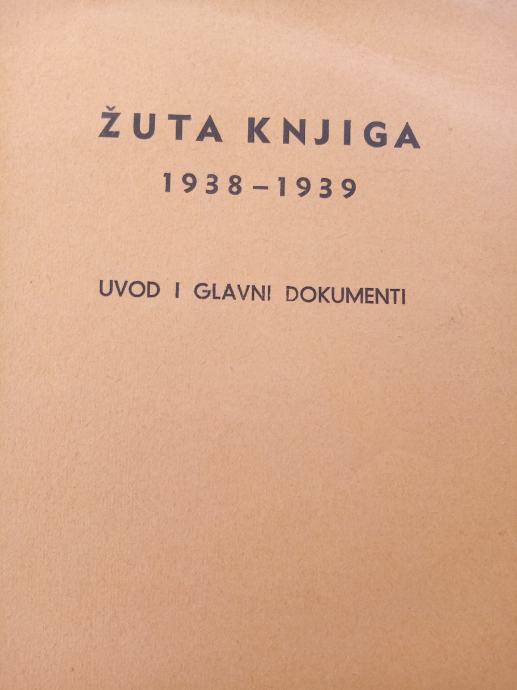 ŽUTA KNJIGA
1938–1939
UVOD I GLAVNI DOKUMENTI